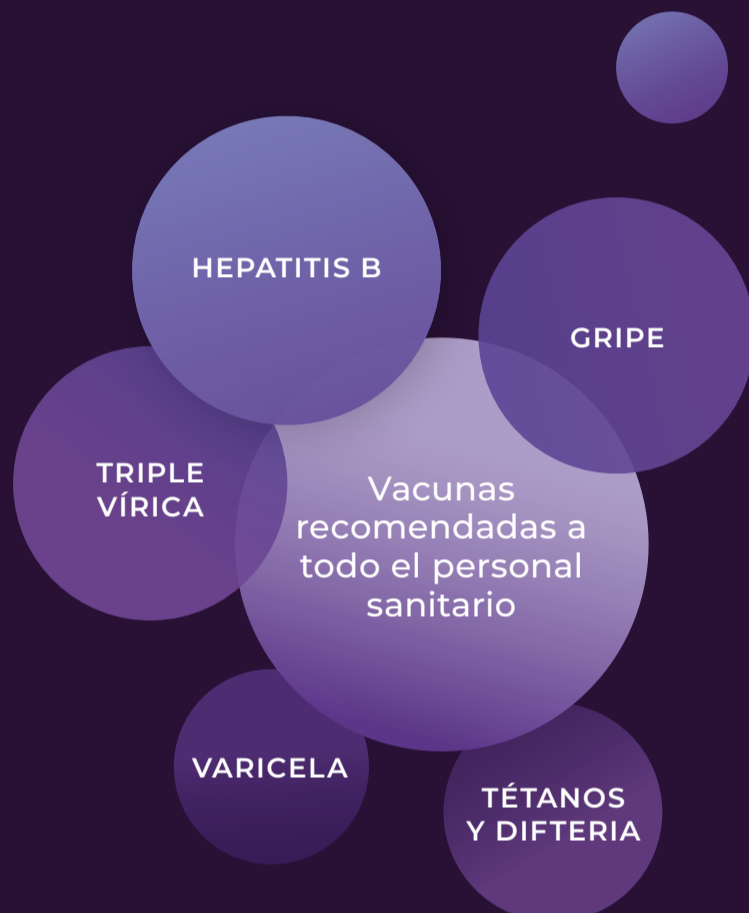 HEPATITIS B
GRIPE
TRIPLE
VÍRICA
Vacunas
recomendadas a
todo el personal
sanitario
VARICELA
TÉTANOS
Y DIFTERIA